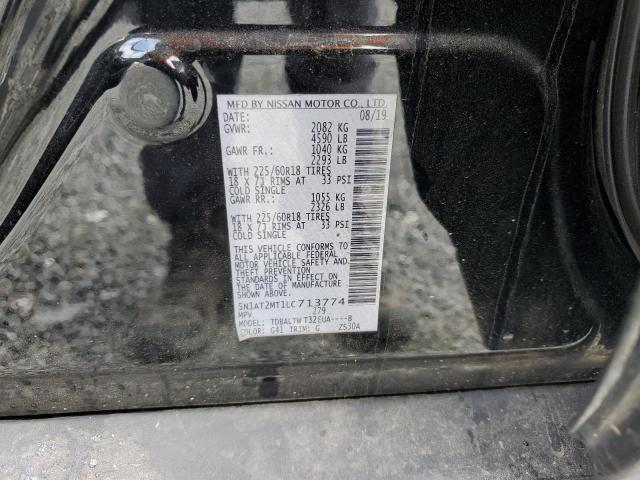 MFD BY NISSAN MOTOR CO., LTD.
DATE: 08/19
GVWR: 2082 KG
4590 LB
GAWR FR.: 1040 KG
2293 LB
WITH 225/60R18 TIRES
18 X 7J RIMS AT 33 PSI
COLD SINGLE
GAWR RR.: 1055 KG
2326 LB
WITH 225/60R18 TIRES
18 X 7J RIMS AT 33 PSI
COLD SINGLE
THIS VEHICLE CONFORMS TO
ALL APPLICABLE FEDERAL
MOTOR VEHICLE SAFETY AND
THEFT PREVENTION
STANDARDS IN EFFECT ON
THE DATE OF MANUFACTURE
SHOWN ABOVE.
5N1AT2MT1LC713774
MPV 279
MODEL: TDBALTW T32EUA----B
COLOR: G41 TRIM: G ZS30A